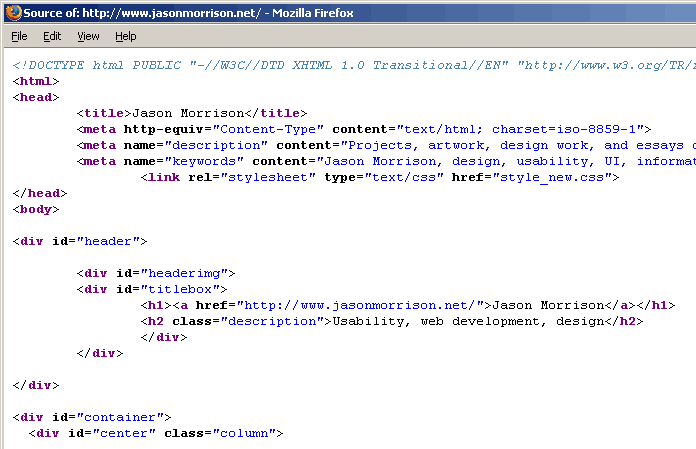 Source of: http://www.jasonmorrison.net/ - Mozilla Firefox
File Edit View Help
<!DOCTYPE html PUBLIC "-//W3C//DTD XHTML 1.0 Transitional//EN" "http://www.w3.org/TR/
<html>
<head>
<title>Jason Morrison</title>
<meta http-equiv="Content-Type" content="text/html; charset=iso-8859-1">
<meta name="description" content="Projects, artwork, design work, and essays
<meta name="keywords" content="Jason Morrison, design, usability, UI, informat
<link rel="stylesheet" type="text/css" href="style_new.css">
</head>
<body>
<div id="header">
<div id="headerimg">
<div id="titlebox">
<h1><a href="http://www.jasonmorrison.net/">Jason Morrison</a></h1>
<h2 class="description">Usability, web development, design</h2>
</div>
</div>
</div>
<div id="container">
<div id="center" class="column">